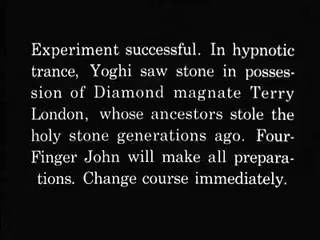 Experiment successful. In hypnotic
trance, Yoghi saw stone in posses-
sion of Diamond magnate Terry
London, whose ancestors stole the
holy stone generations ago. Four-
Finger John will make all prepara-
tions. Change course immediately.